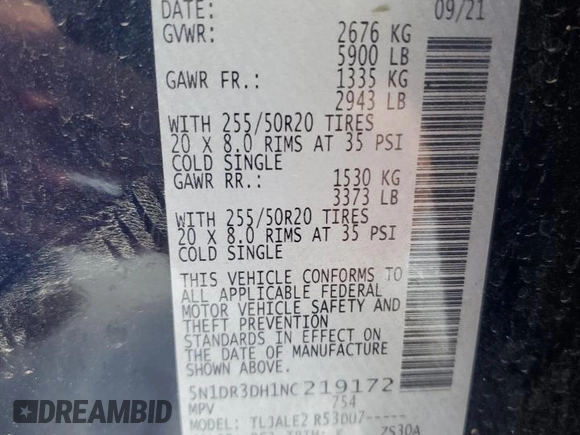 DATE: 09/21
GVWR: 2676 KG
5900 LB
GAWR FR.: 1335 KG
2943 LB
WITH 255/50R20 TIRES
20 X 8.0 RIMS AT 35 PSI
COLD SINGLE
GAWR RR.: 1530 KG
3373 LB
WITH 255/50R20 TIRES
20 X 8.0 RIMS AT 35 PSI
COLD SINGLE
THIS VEHICLE CONFORMS TO
ALL APPLICABLE FEDERAL
MOTOR VEHICLE SAFETY AND
THEFT PREVENTION
STANDARDS IN EFFECT ON
THE DATE OF MANUFACTURE
SHOWN ABOVE.
5N1DR3DH1NC219172
MPV 754
MODEL: TLJALE2 R53DU7-----
ZS30A
BIDFAX.INFO